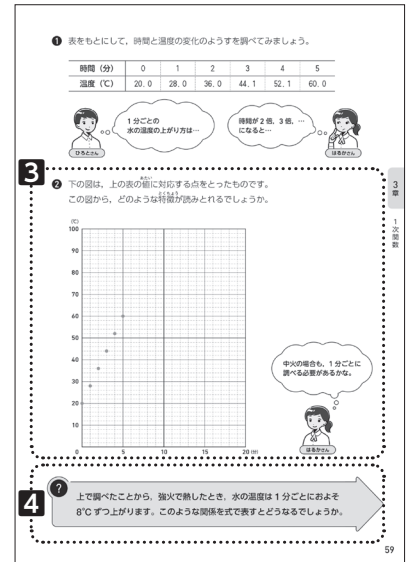 ❶ 表をもとにして，時間と温度の変化のようすを調べてみましょう。
時間（分） 0 1 2 3 4 5
温度（℃） 20.0 28.0 36.0 44.1 52.1 60.0
1分ごとの
水の温度の上がり方は…
ひろとさん
時間が2倍，3倍，…
になると…
はるかさん
3
❷ 下の図は，上の表の値に対応する点をとったものです。
あたい
この図から，どのような特徴が読みとれるでしょうか。
とくちょう
(℃)
100
90
80
70
60
50
40
30
20
10
0 5 10 15 20 (分)
中火の場合も，1分ごとに
調べる必要があるかな。
はるかさん
3章
1次関数
4
?
上で調べたことから，強火で熱したとき，水の温度は1分ごとにおよそ
8℃ずつ上がります。このような関係を式で表すとどうなるでしょうか。
59